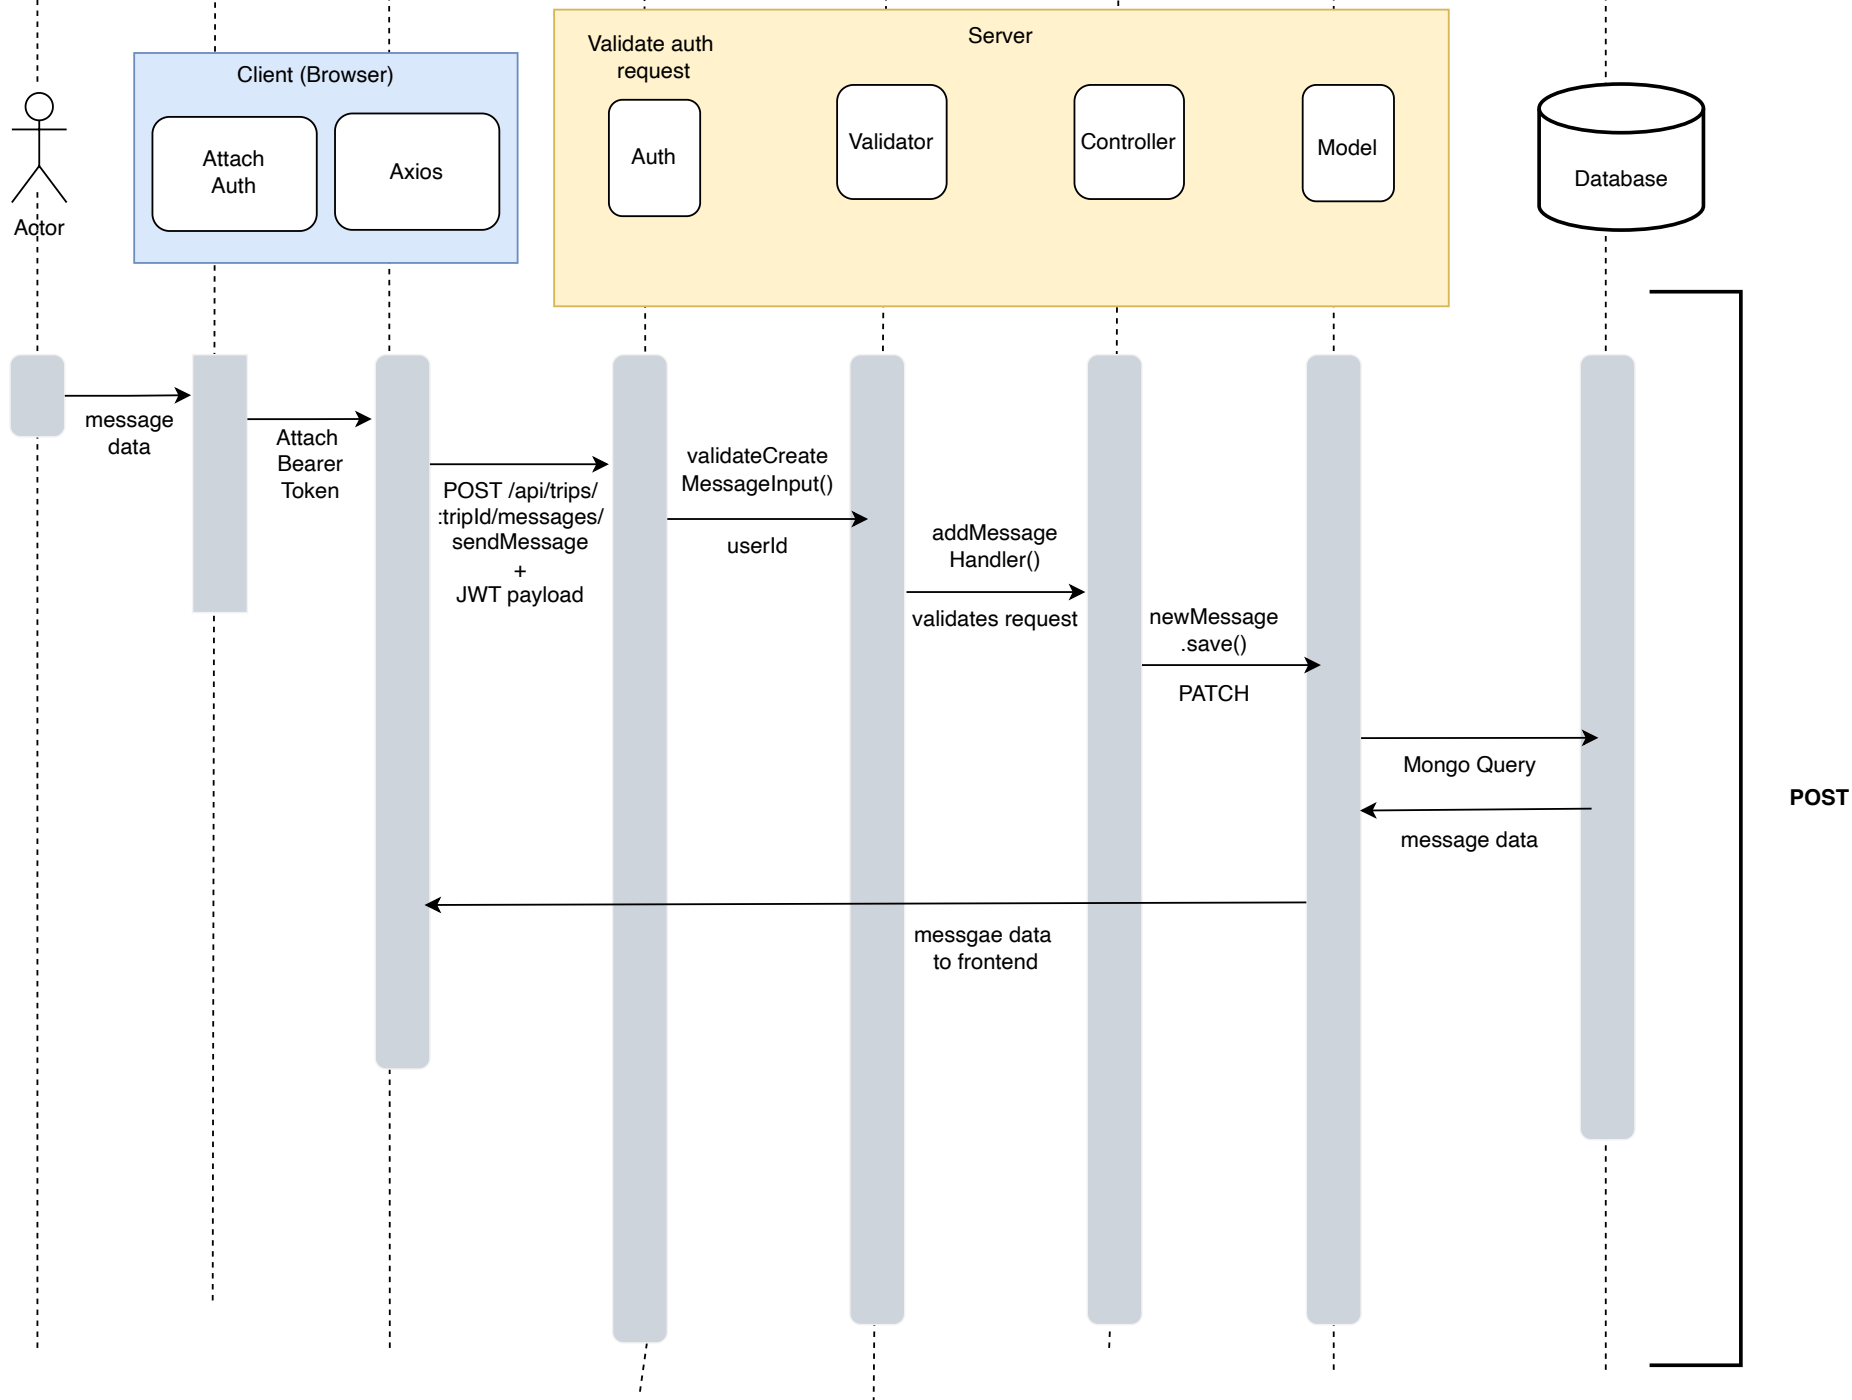 Server
Validate auth
request
Client (Browser)
Attach
Auth
Axios
Auth
Validator
Controller
Model
Database
Actor
message
data
Attach
Bearer
Token
POST /api/trips/
:tripId/messages/
sendMessage
+
JWT payload
validateCreate
MessageInput()
userId
addMessage
Handler()
validates request
newMessage
.save()
PATCH
Mongo Query
message data
POST
messgae data
to frontend